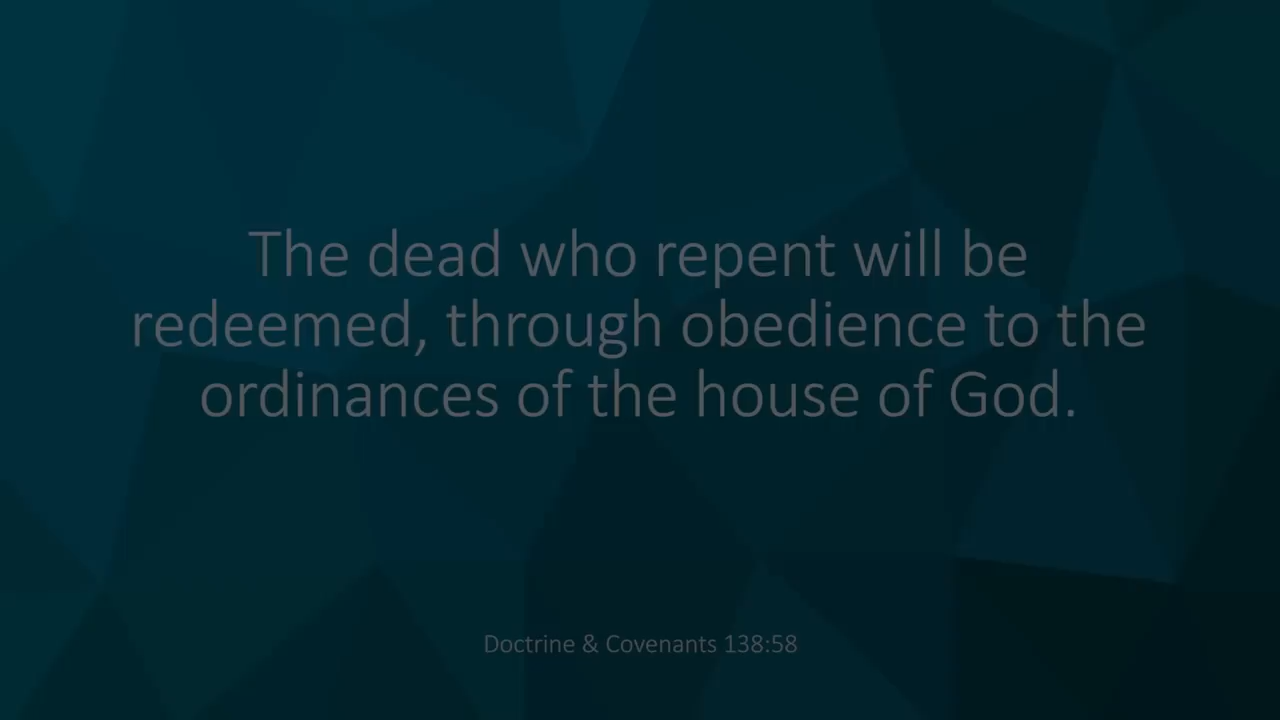 The dead who repent will be
redeemed, through obedience to the
ordinances of the house of God.
Doctrine & Covenants 138:58